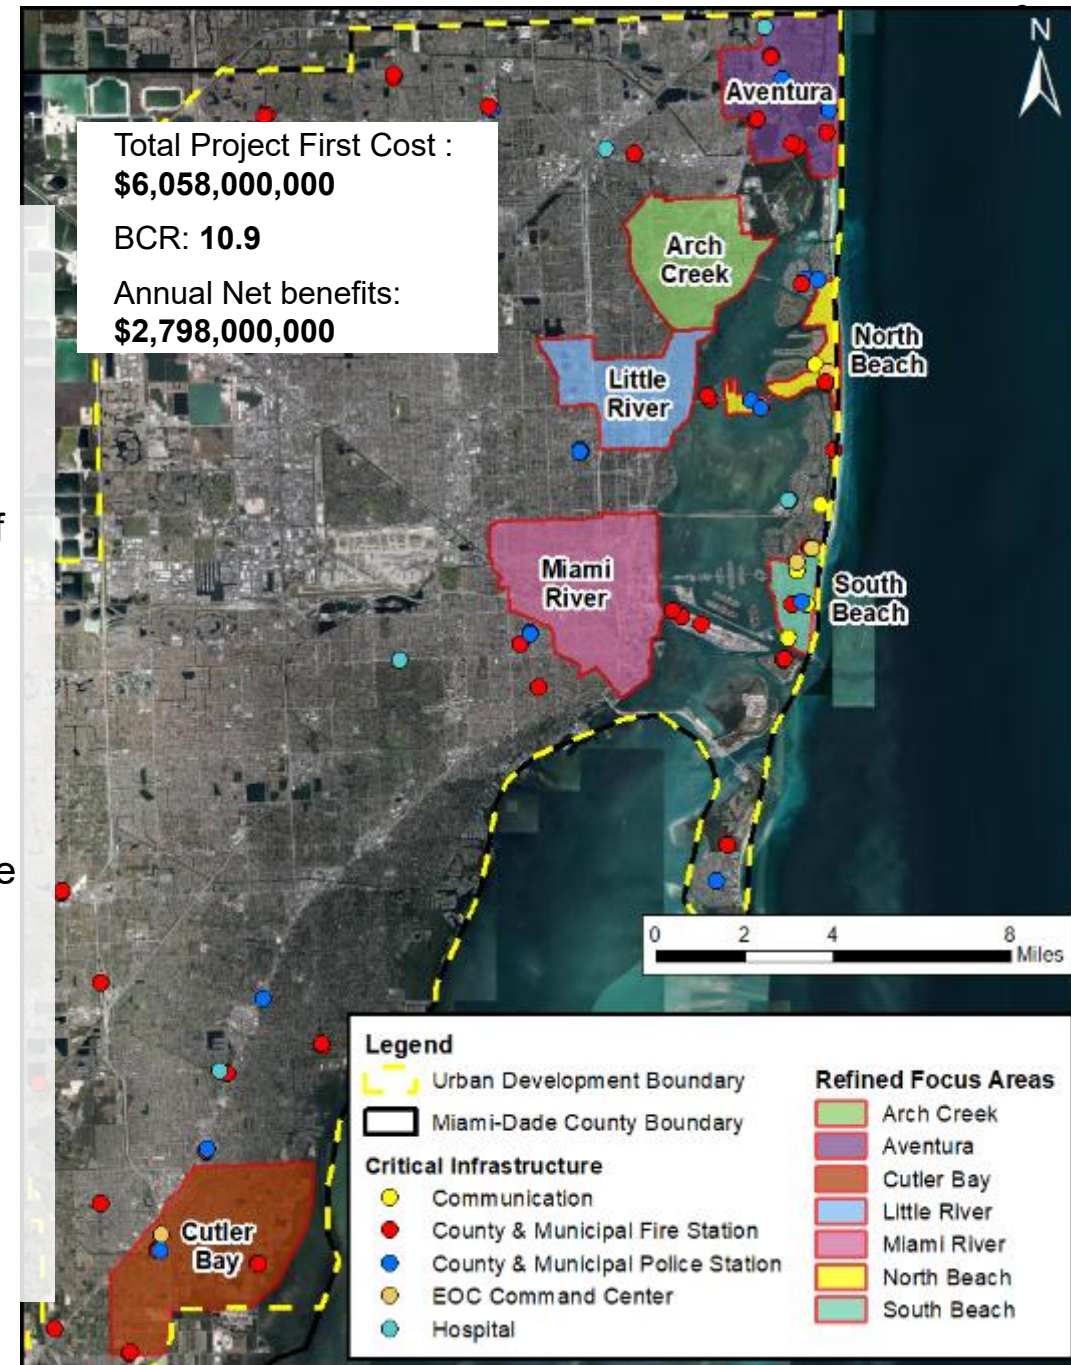 N
Total Project First Cost :
$6,058,000,000
BCR: 10.9
Annual Net benefits:
$2,798,000,000
Aventura
Arch
Creek
North
Beach
Little
River
Miami
River
South
Beach
f
e
0 2 4 8
Miles
Cutler
Bay
Legend
Urban Development Boundary
Miami-Dade County Boundary
Critical Infrastructure
Communication
County & Municipal Fire Station
County & Municipal Police Station
EOC Command Center
Hospital
Refined Focus Areas
Arch Creek
Aventura
Cutler Bay
Little River
Miami River
North Beach
South Beach